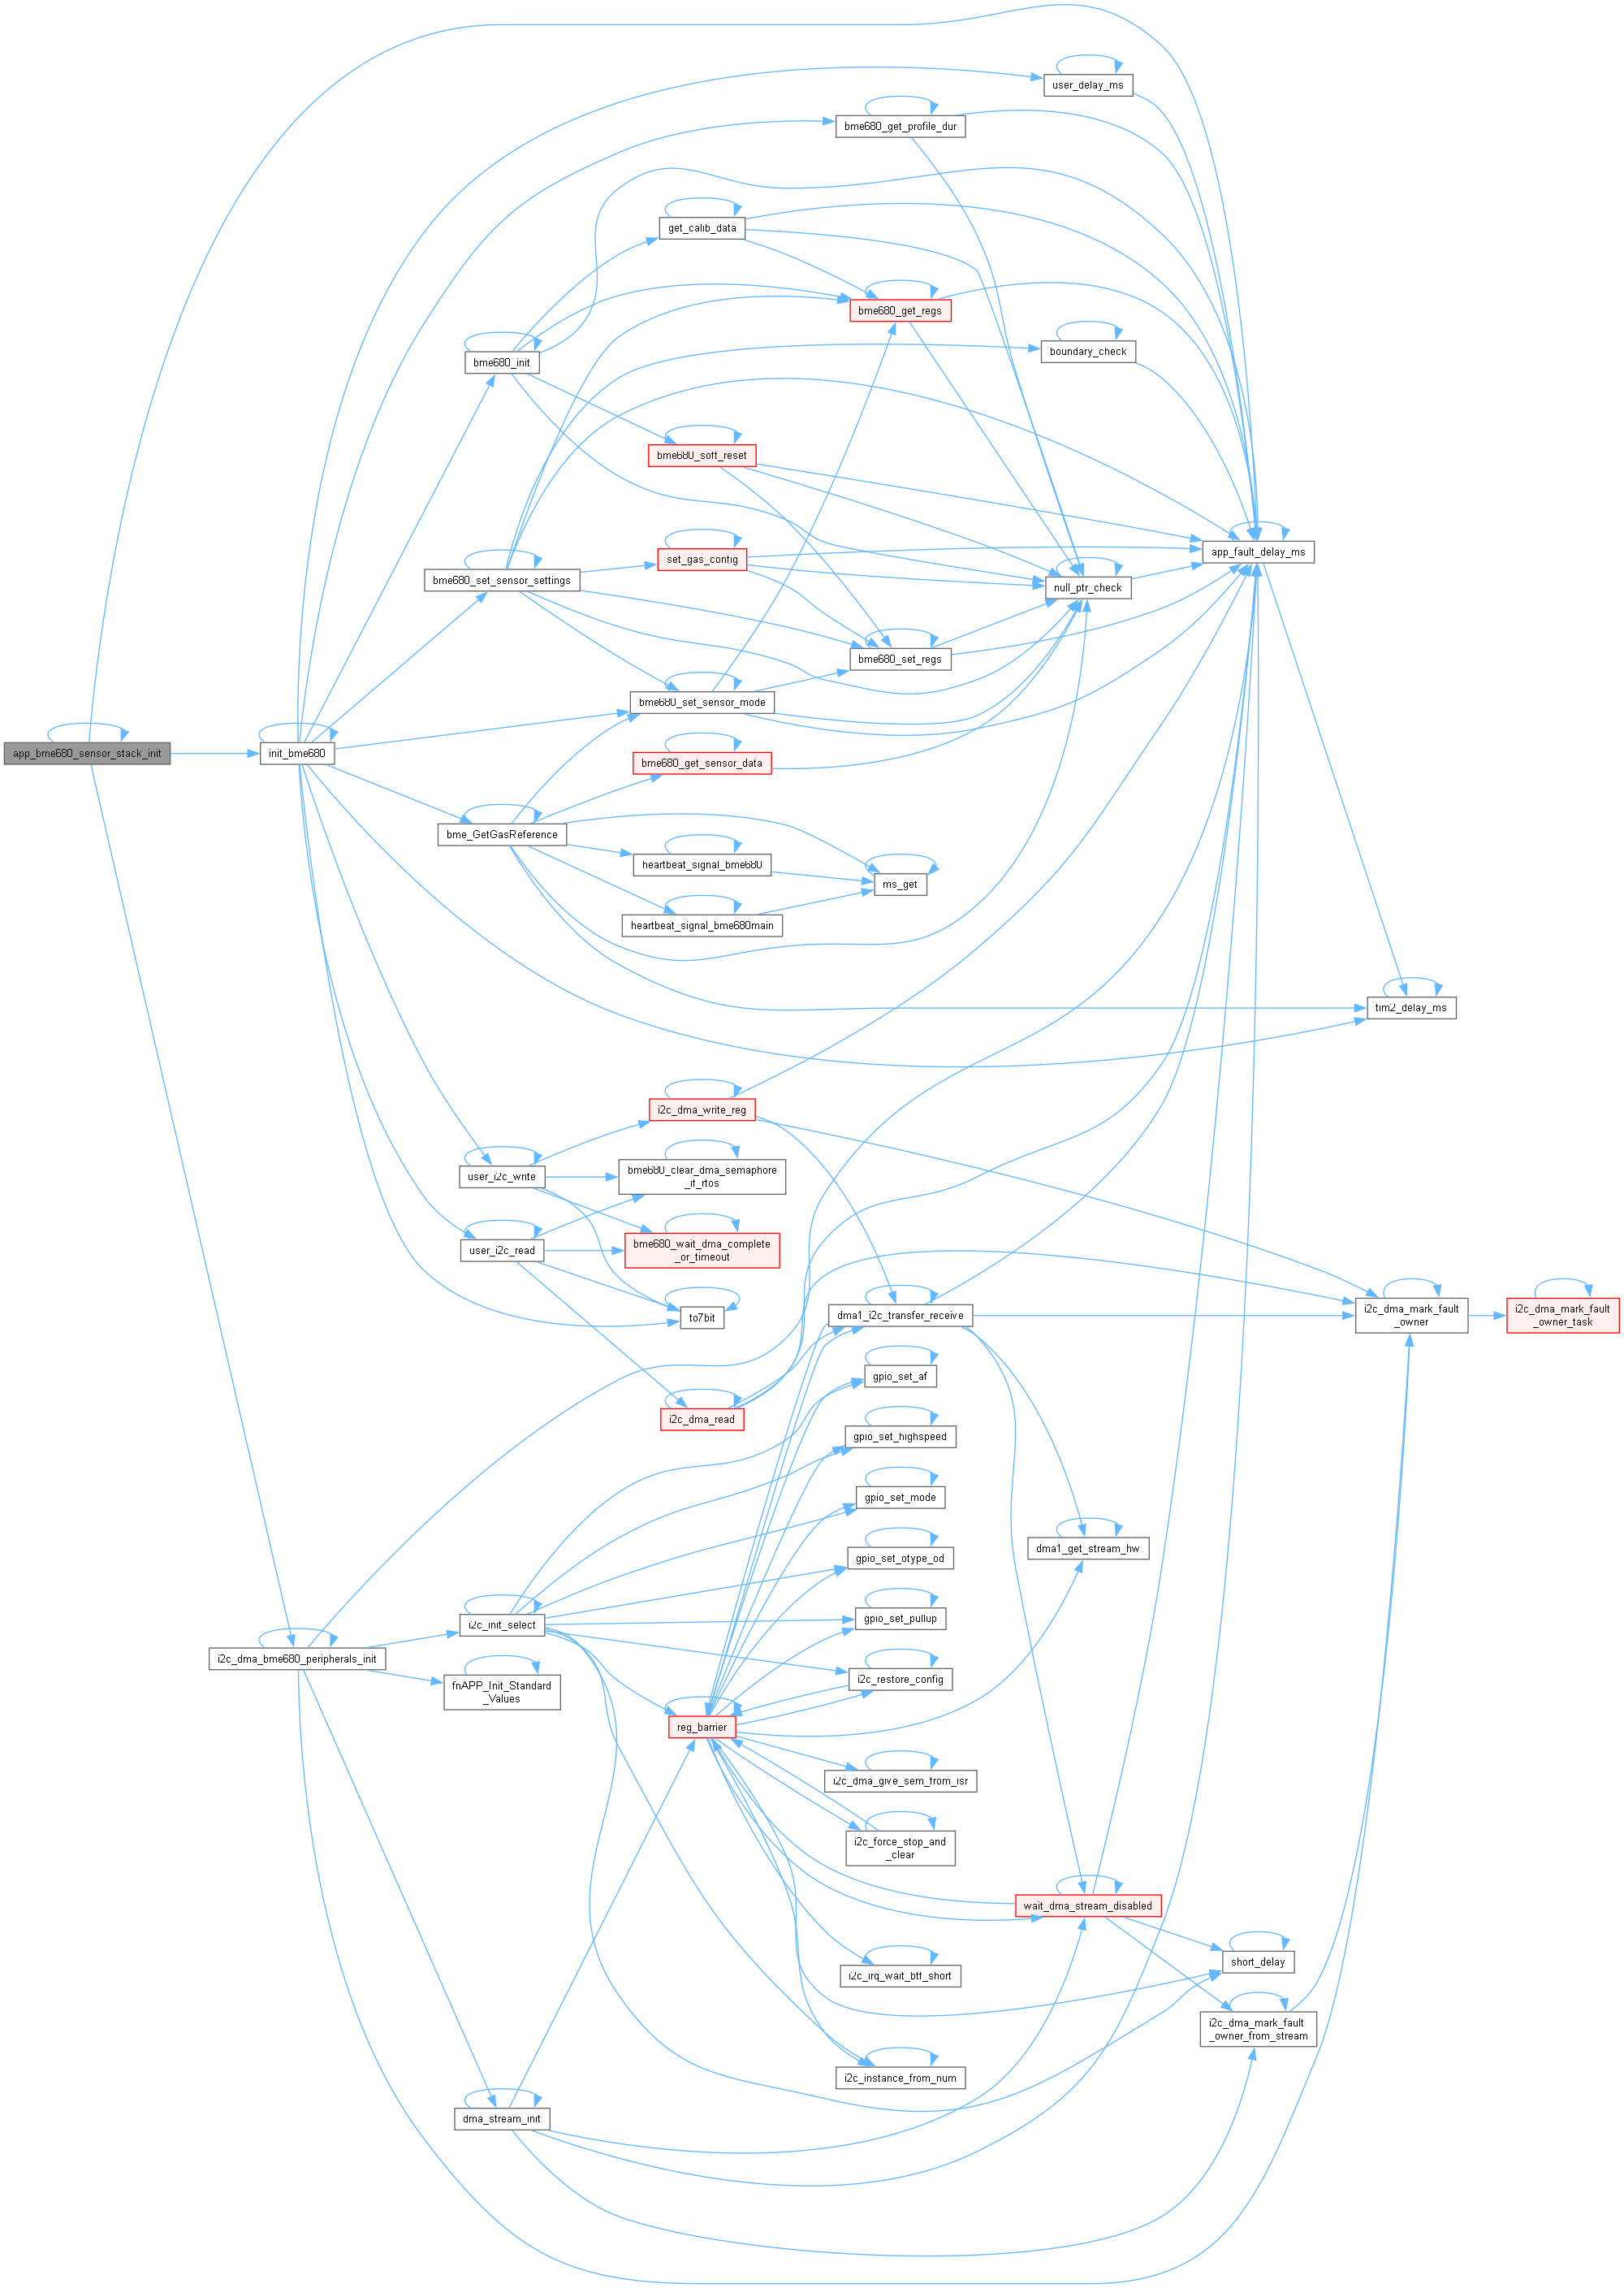 user_delay_ms
bme680_get_profile_dur
get_calib_data
bme680_get_regs
boundary_check
bme680_init
bme680_soft_reset
app_fault_delay_ms
set_gas_config
bme680_set_sensor_settings
null_ptr_check
bme680_set_regs
bme680_set_sensor_mode
app_bme680_sensor_stack_init
init_bme680
bme680_get_sensor_data
bme_GetGasReference
heartbeat_signal_bme680
ms_get
heartbeat_signal_bme680main
tim2_delay_ms
i2c_dma_write_reg
user_i2c_write
bme680_clear_dma_semaphore
_if_rtos
user_i2c_read
bme680_wait_dma_complete
_or_timeout
to7bit
dma1_i2c_transfer_receive
i2c_dma_mark_fault
_owner
i2c_dma_mark_fault
_owner_task
gpio_set_af
i2c_dma_read
gpio_set_highspeed
gpio_set_mode
dma1_get_stream_hw
gpio_set_otype_od
gpio_set_pullup
i2c_init_select
i2c_dma_bme680_peripherals_init
fnAPP_Init_Standard
_Values
i2c_restore_config
reg_barrier
i2c_dma_give_sem_from_isr
i2c_force_stop_and
_clear
wait_dma_stream_disabled
short_delay
i2c_irq_wait_btf_short
i2c_dma_mark_fault
_owner_from_stream
i2c_instance_from_num
dma_stream_init